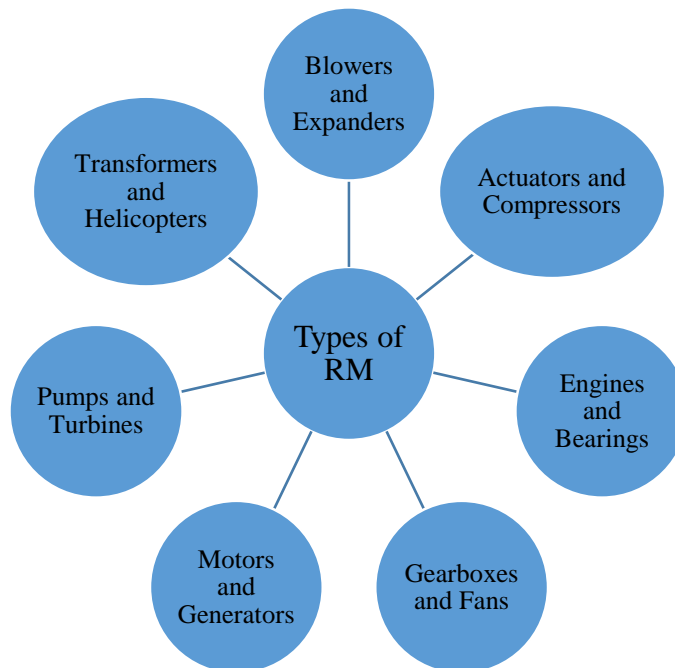 Blowers
and
Expanders
Transformers
and
Helicopters
Actuators and
Compressors
Types of
RM
Pumps and
Turbines
Engines
and
Bearings
Motors
and
Generators
Gearboxes
and Fans